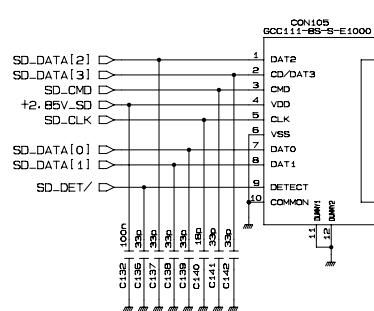 CON105
GCC111-8S-S-E1000
SD_DATA[2] 1 DAT2
SD_DATA[3] 2 CD/DAT3
SD_CMD 3 CMD
+2.85V_SD 4 VDD
SD_CLK 5 CLK
6 VSS
SD_DATA[0] 7 DAT0
SD_DATA[1] 8 DAT1
SD_DET/ 9 DETECT
10 COMMON
DUMMY1
DUMMY2
11
12
100n
33p
33p
33p
33p
18p
33p
33p
C132
C136
C137
C138
C139
C140
C141
C142